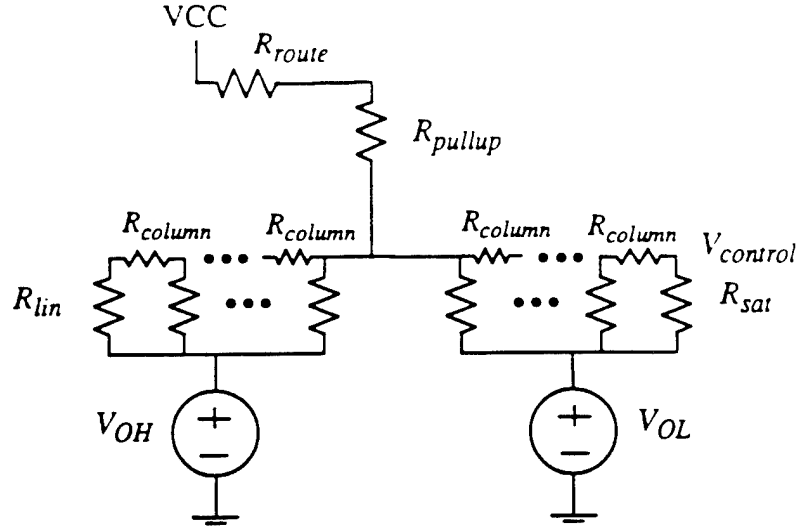 VCC
R_route
R_pullup
R_column
R_column
R_column
R_column
V_control
R_lin
R_sat
V_OH
+
−
V_OL
+
−